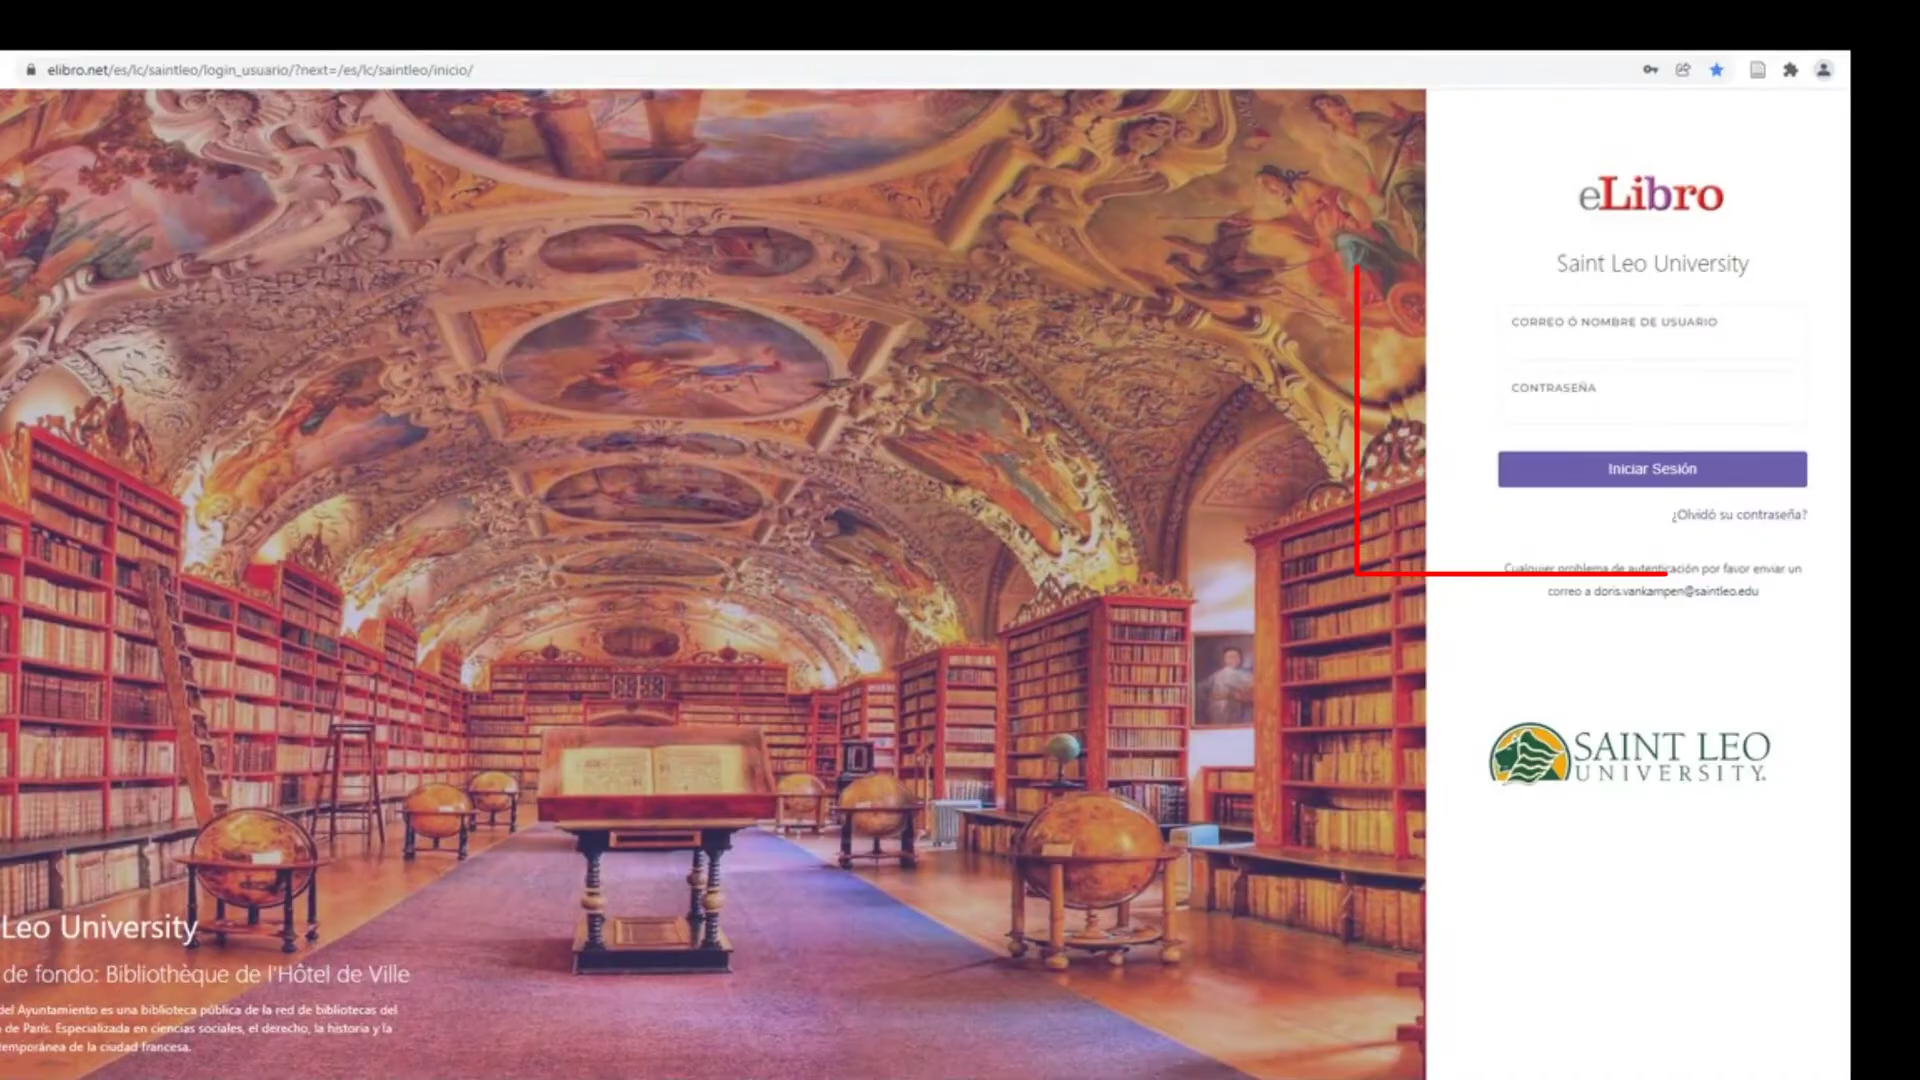 elibro.net/es/lc/saintleo/login_usuario/?next=/es/lc/saintleo/inicio/
eLibro
Saint Leo University
CORREO Ó NOMBRE DE USUARIO
CONTRASEÑA
Iniciar Sesión
¿Olvidó su contraseña?
Cualquier problema de autenticación por favor enviar un
correo a doris.vankampen@saintleo.edu
SAINT LEO
UNIVERSITY.
Leo University
de fondo: Bibliothèque de l'Hôtel de Ville
del Ayuntamiento es una biblioteca pública de la red de bibliotecas del
de París. Especializada en ciencias sociales, el derecho, la historia y la
temporánea de la ciudad francesa.